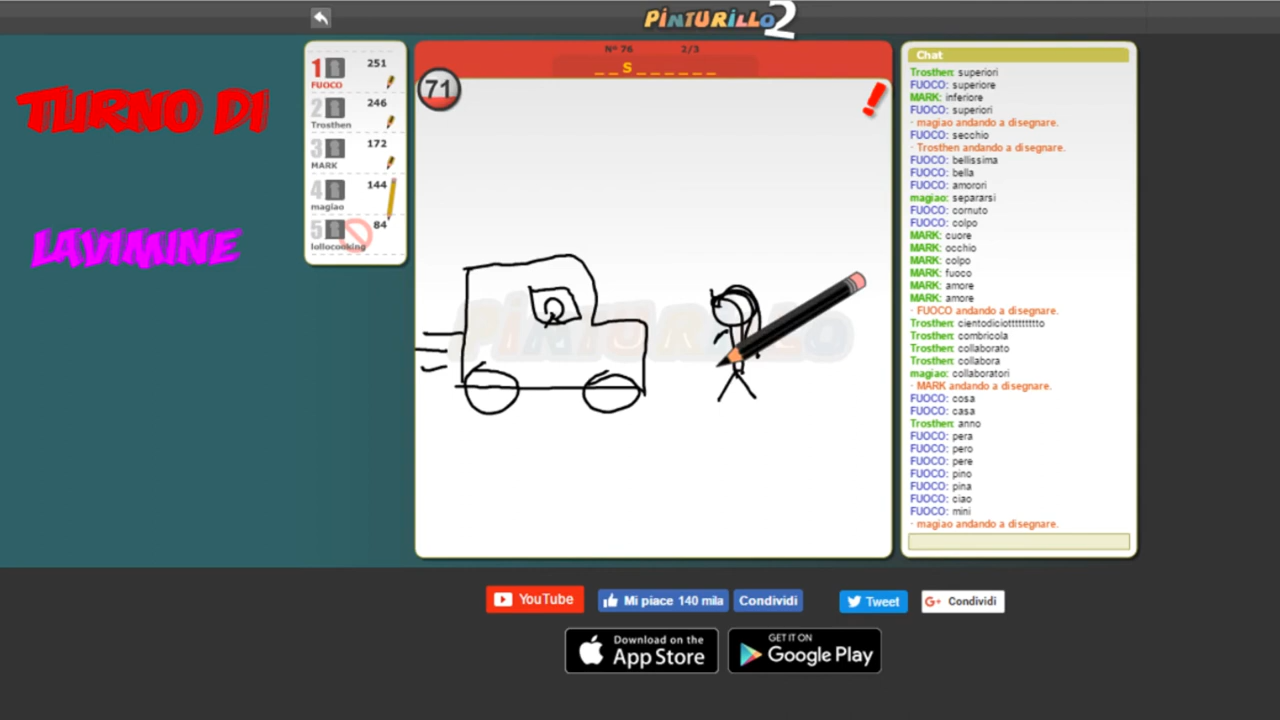 PINTURILLO2
TURNO DI
LAVIMINE
1 251
FUOCO
2 246
Trosthen
3 172
MARK
4 144
magiao
5 84
lollocooking
Nº 76 2/3
_ _ S _ _ _ _ _ _
71
!
PINTURILLO
Chat
Trosthen: superiori
FUOCO: superiore
MARK: inferiore
FUOCO: superiori
· magiao andando a disegnare.
FUOCO: secchio
· Trosthen andando a disegnare.
FUOCO: bellissima
FUOCO: bella
FUOCO: amorori
magiao: separarsi
FUOCO: cornuto
FUOCO: colpo
MARK: cuore
MARK: occhio
MARK: colpo
MARK: fuoco
MARK: amore
MARK: amore
· FUOCO andando a disegnare.
Trosthen: cientodiciottttttttto
Trosthen: combricola
Trosthen: collaborato
Trosthen: collabora
magiao: collaboratori
· MARK andando a disegnare.
FUOCO: cosa
FUOCO: casa
Trosthen: anno
FUOCO: pera
FUOCO: pero
FUOCO: pere
FUOCO: pino
FUOCO: pina
FUOCO: ciao
FUOCO: mini
· magiao andando a disegnare.
YouTube
Mi piace 140 mila
Condividi
Tweet
G+ Condividi
Download on the
App Store
GET IT ON
Google Play